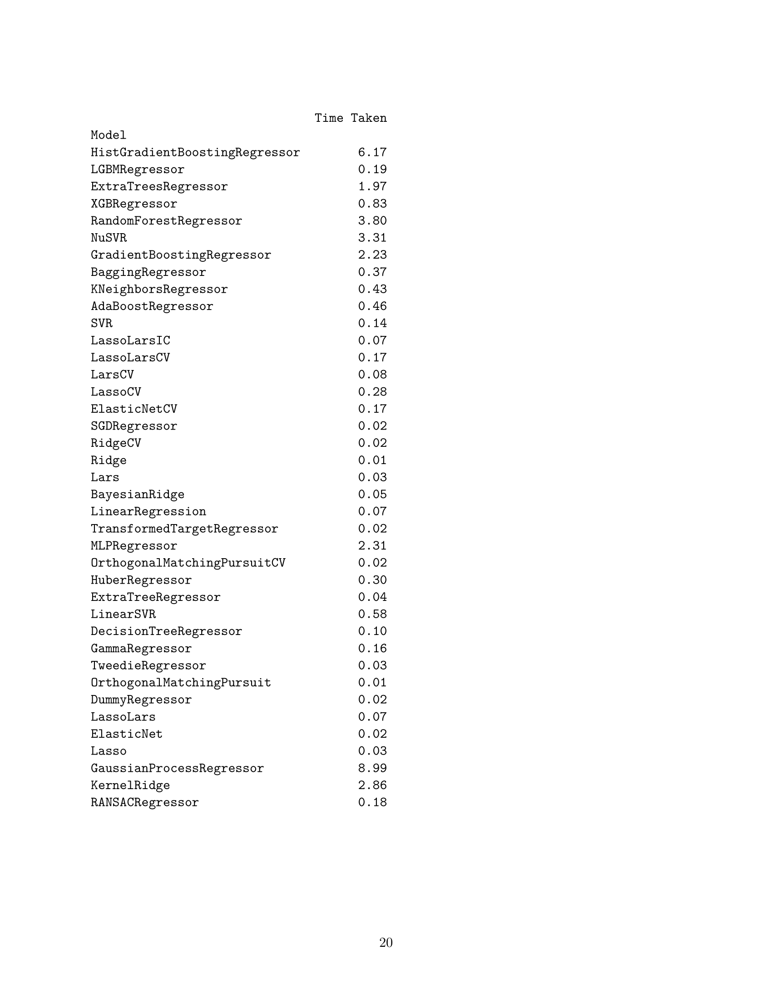 Time Taken
Model
HistGradientBoostingRegressor 6.17
LGBMRegressor 0.19
ExtraTreesRegressor 1.97
XGBRegressor 0.83
RandomForestRegressor 3.80
NuSVR 3.31
GradientBoostingRegressor 2.23
BaggingRegressor 0.37
KNeighborsRegressor 0.43
AdaBoostRegressor 0.46
SVR 0.14
LassoLarsIC 0.07
LassoLarsCV 0.17
LarsCV 0.08
LassoCV 0.28
ElasticNetCV 0.17
SGDRegressor 0.02
RidgeCV 0.02
Ridge 0.01
Lars 0.03
BayesianRidge 0.05
LinearRegression 0.07
TransformedTargetRegressor 0.02
MLPRegressor 2.31
OrthogonalMatchingPursuitCV 0.02
HuberRegressor 0.30
ExtraTreeRegressor 0.04
LinearSVR 0.58
DecisionTreeRegressor 0.10
GammaRegressor 0.16
TweedieRegressor 0.03
OrthogonalMatchingPursuit 0.01
DummyRegressor 0.02
LassoLars 0.07
ElasticNet 0.02
Lasso 0.03
GaussianProcessRegressor 8.99
KernelRidge 2.86
RANSACRegressor 0.18
20